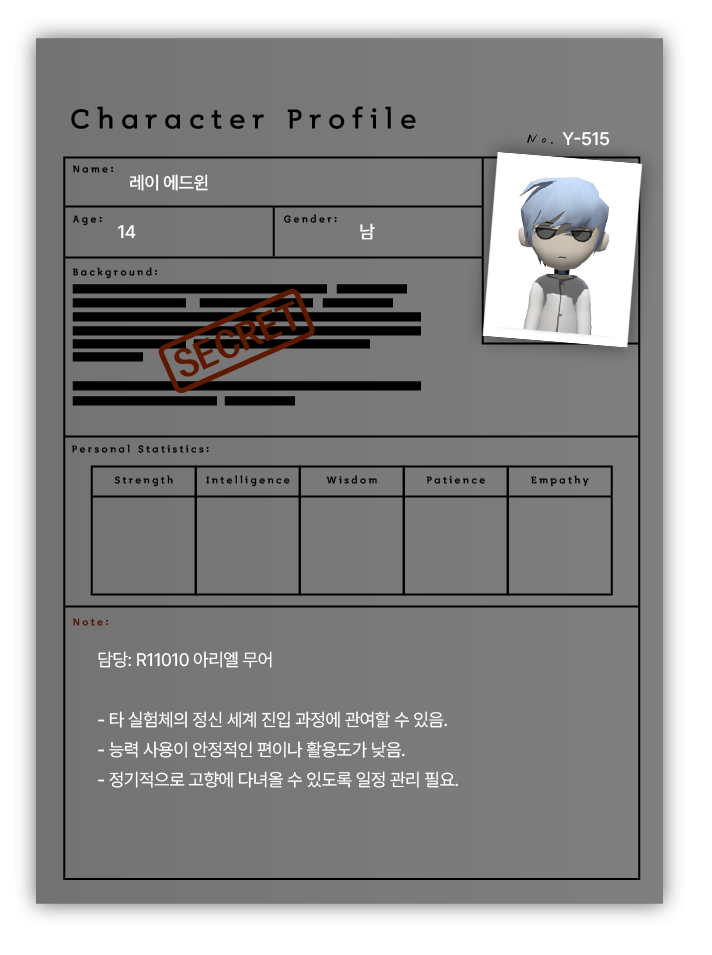 Character Profile
No. Y-515
Name:
레이 에드윈
Age: 14
Gender: 남
Background:
SECRET
Personal Statistics:
Strength Intelligence Wisdom Patience Empathy
Note:
담당: R11010 아리엘 무어
- 타 실험체의 정신 세계 진입 과정에 관여할 수 있음.
- 능력 사용이 안정적인 편이나 활용도가 낮음.
- 정기적으로 고향에 다녀올 수 있도록 일정 관리 필요.